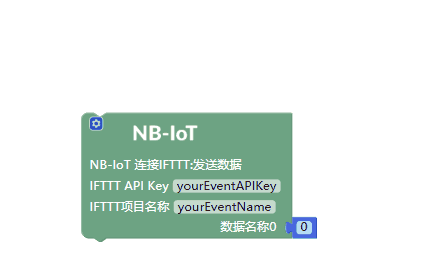 NB-IoT
NB-IoT 连接IFTTT:发送数据
IFTTT API Key yourEventAPIKey
IFTTT项目名称 yourEventName
数据名称0 0